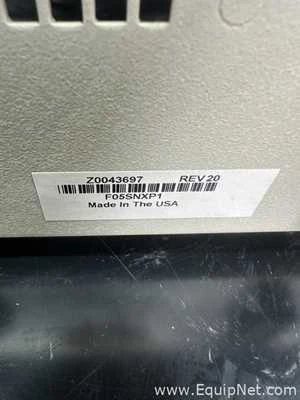 Z0043697 REV 20
F05SNXP1
Made In The USA
www.EquipNet.com